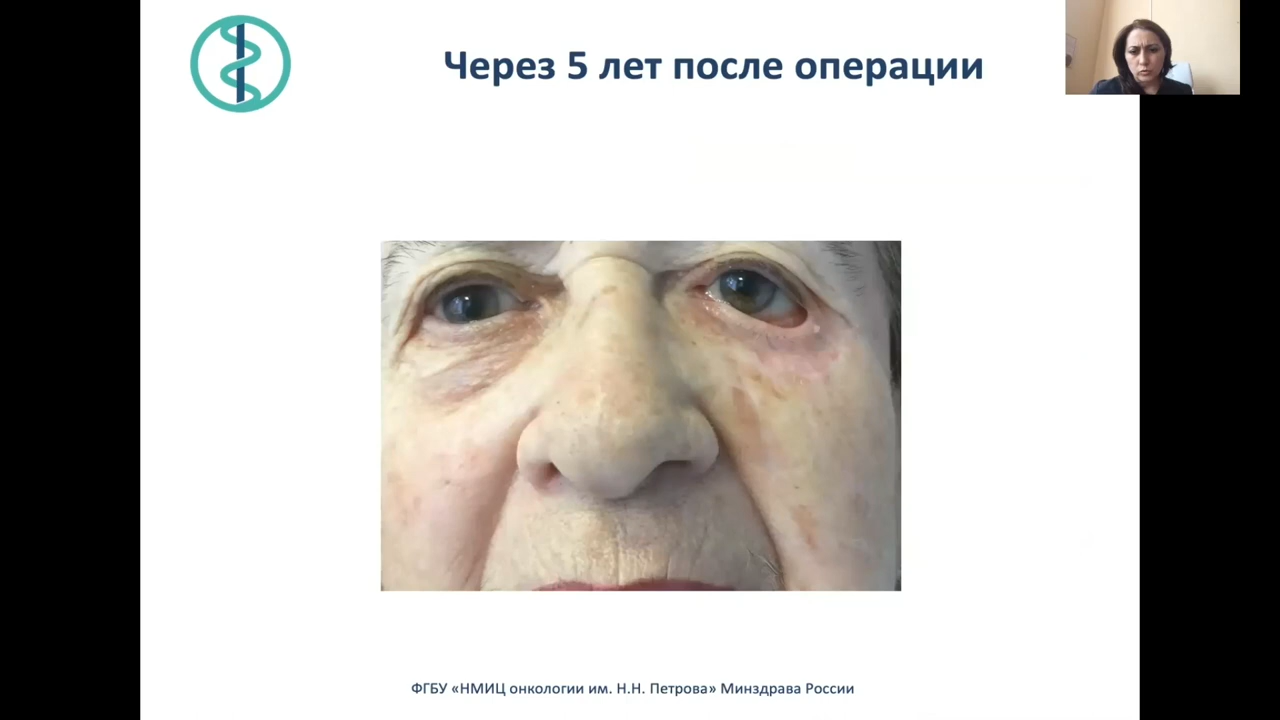 Через 5 лет после операции
ФГБУ «НМИЦ онкологии им. Н.Н. Петрова» Минздрава России